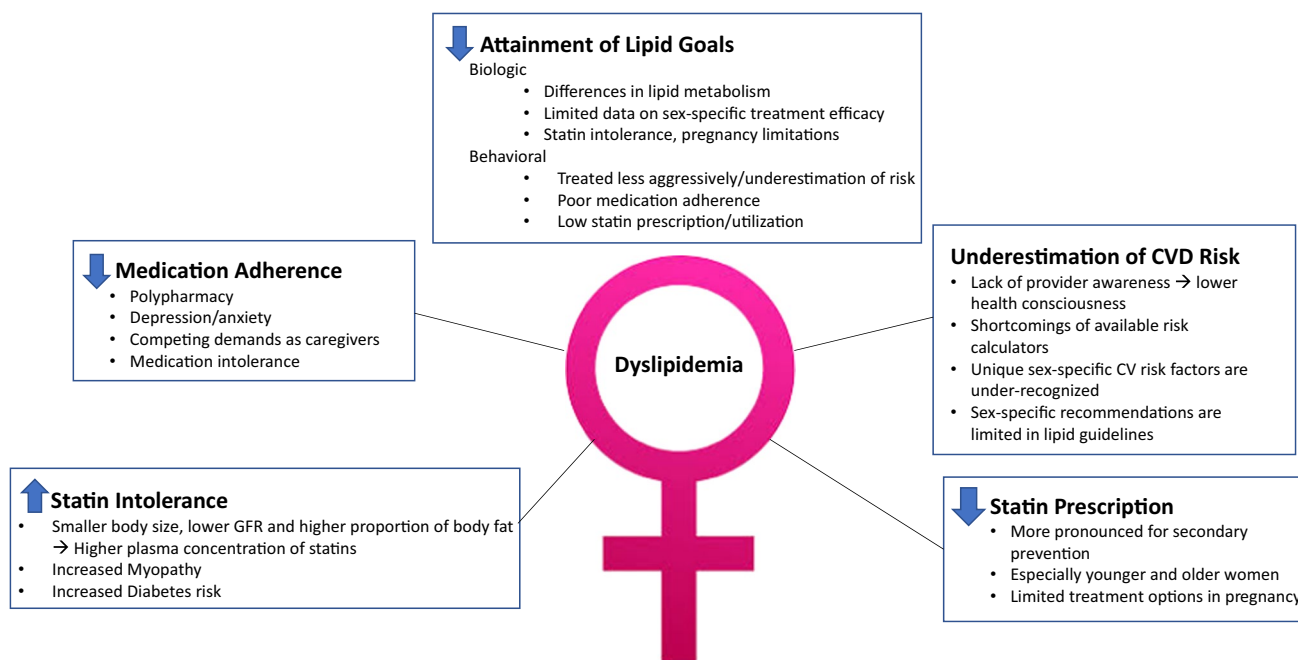 Attainment of Lipid Goals
Biologic
• Differences in lipid metabolism
• Limited data on sex-specific treatment efficacy
• Statin intolerance, pregnancy limitations
Behavioral
• Treated less aggressively/underestimation of risk
• Poor medication adherence
• Low statin prescription/utilization
Medication Adherence
• Polypharmacy
• Depression/anxiety
• Competing demands as caregivers
• Medication intolerance
Underestimation of CVD Risk
• Lack of provider awareness → lower
health consciousness
• Shortcomings of available risk
calculators
• Unique sex-specific CV risk factors are
under-recognized
• Sex-specific recommendations are
limited in lipid guidelines
Dyslipidemia
Statin Intolerance
• Smaller body size, lower GFR and higher proportion of body fat
→ Higher plasma concentration of statins
• Increased Myopathy
• Increased Diabetes risk
Statin Prescription
• More pronounced for secondary
prevention
• Especially younger and older women
• Limited treatment options in pregnancy